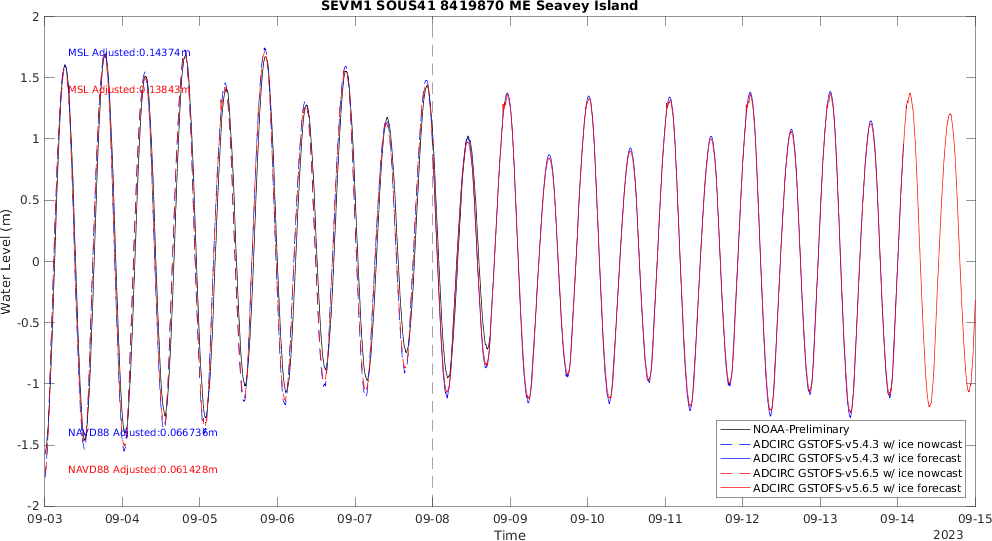 SEVM1 SOUS41 8419870 ME Seavey Island
2
1.5
1
0.5
0
-0.5
-1
-1.5
-2
Water Level (m)
MSL Adjusted:0.14374m
MSL Adjusted:0.13843m
NAVD88 Adjusted:0.066736m
NAVD88 Adjusted:0.061428m
NOAA-Preliminary
ADCIRC GSTOFS-v5.4.3 w/ ice nowcast
ADCIRC GSTOFS-v5.4.3 w/ ice forecast
ADCIRC GSTOFS-v5.6.5 w/ ice nowcast
ADCIRC GSTOFS-v5.6.5 w/ ice forecast
09-03 09-04 09-05 09-06 09-07 09-08 09-09 09-10 09-11 09-12 09-13 09-14 09-15
Time
2023